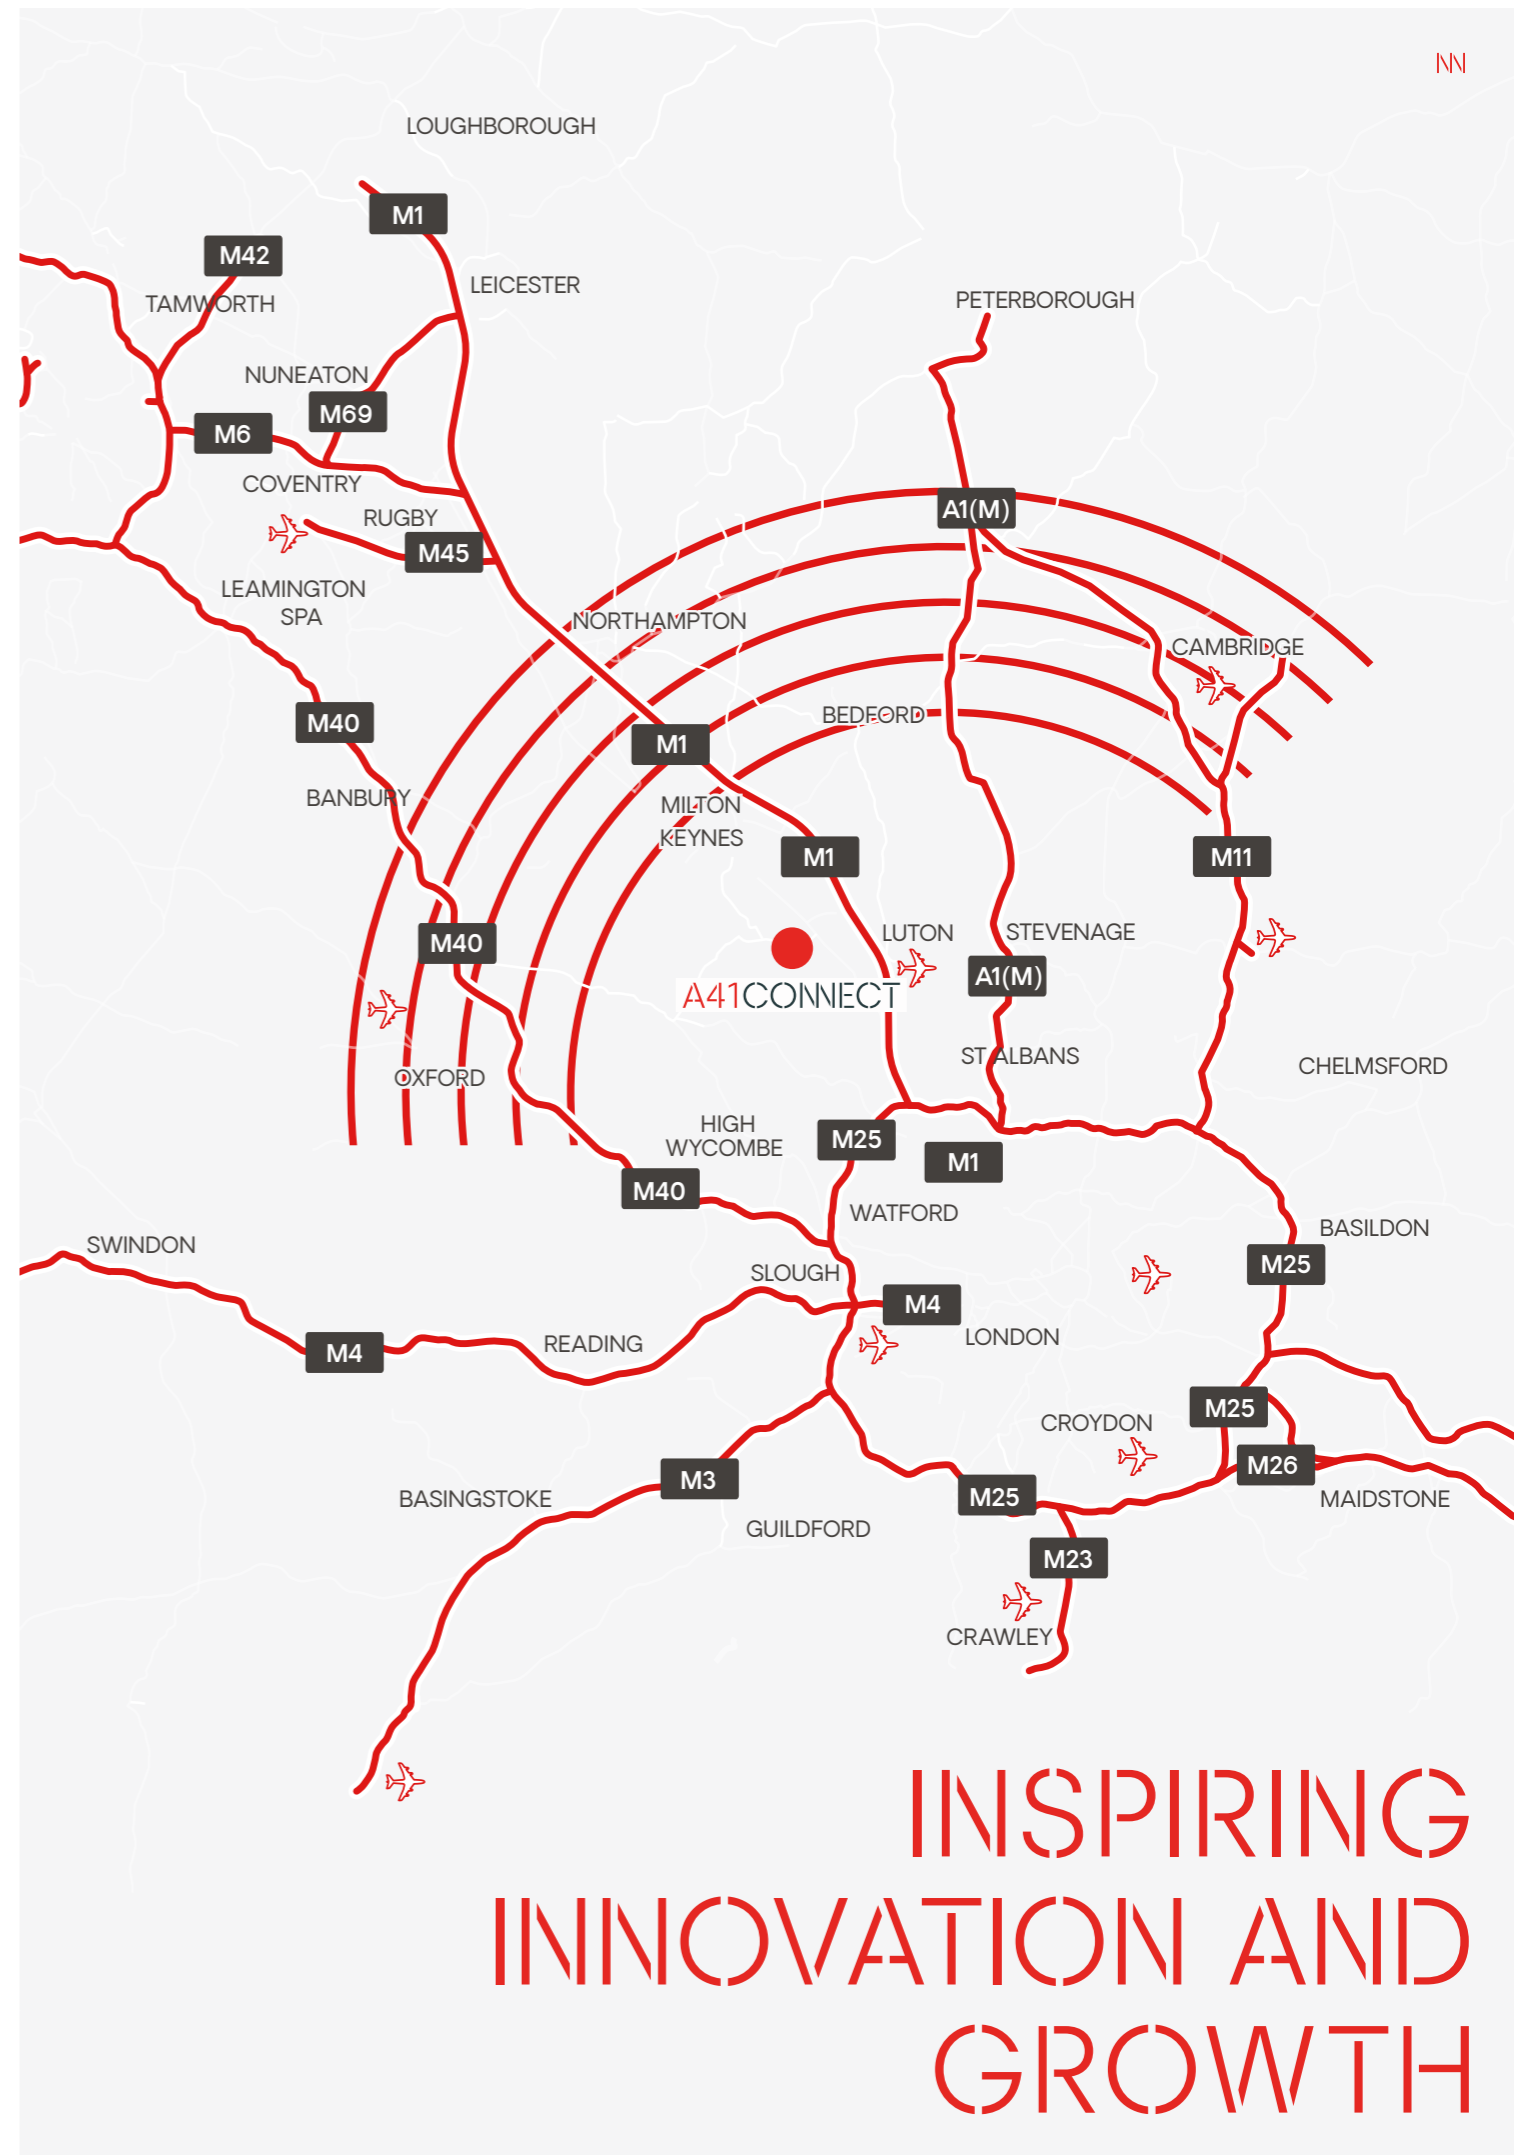 NN
LOUGHBOROUGH
M1
M42
LEICESTER
TAMWORTH
PETERBOROUGH
NUNEATON
M69
M6
COVENTRY
RUGBY
A1(M)
M45
LEAMINGTON
SPA
NORTHAMPTON
CAMBRIDGE
M40
BEDFORD
M1
BANBURY
MILTON
KEYNES
M1
M11
M40
LUTON
STEVENAGE
A1(M)
A41CONNECT
ST ALBANS
CHELMSFORD
OXFORD
HIGH
WYCOMBE
M25
M1
M40
WATFORD
BASILDON
SWINDON
M25
SLOUGH
M4
LONDON
READING
M4
M25
CROYDON
M26
M3
M25
BASINGSTOKE
MAIDSTONE
GUILDFORD
M23
CRAWLEY
INSPIRING
INNOVATION AND
GROWTH